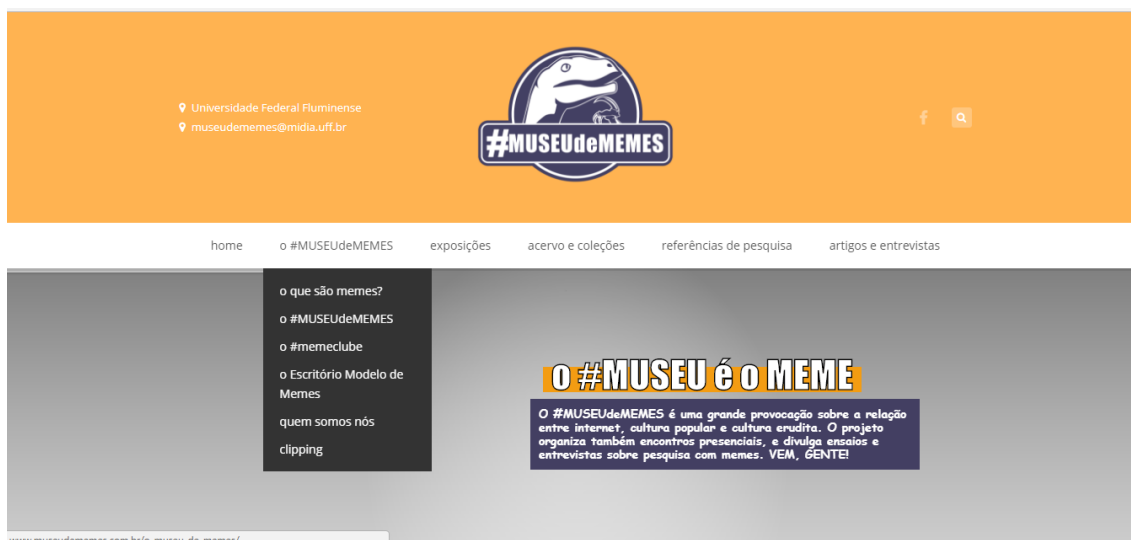 Universidade Federal Fluminense
museudememes@midia.uff.br
#MUSEUdeMEMES
home
o #MUSEUdeMEMES
exposições
acervo e coleções
referências de pesquisa
artigos e entrevistas
o que são memes?
o #MUSEUdeMEMES
o #memeclube
o Escritório Modelo de
Memes
quem somos nós
clipping
o #MUSEU é o MEME
O #MUSEUdeMEMES é uma grande provocação sobre a relação
entre internet, cultura popular e cultura erudita. O projeto
organiza também encontros presenciais, e divulga ensaios e
entrevistas sobre pesquisa com memes. VEM, GENTE!